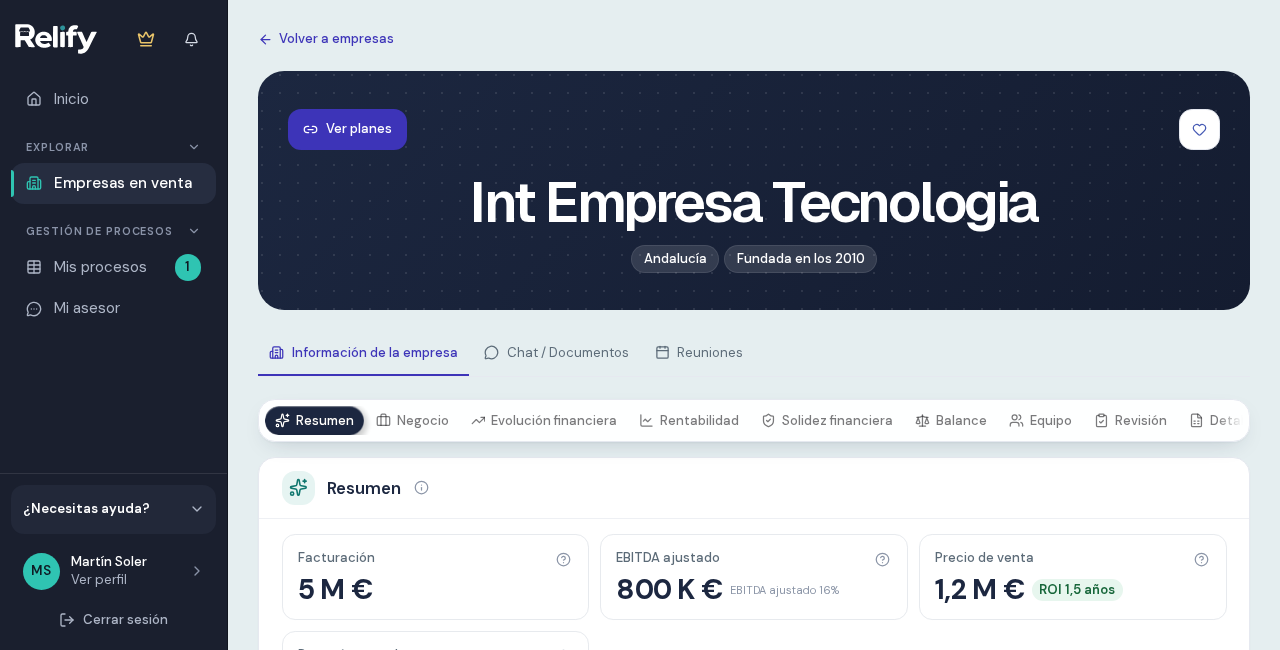 Relify
Inicio
EXPLORAR
Empresas en venta
GESTIÓN DE PROCESOS
Mis procesos 1
Mi asesor
¿Necesitas ayuda?
MS
Martín Soler
Ver perfil
Cerrar sesión
Volver a empresas
Ver planes
Int Empresa Tecnologia
Andalucía Fundada en los 2010
Información de la empresa Chat / Documentos Reuniones
Resumen Negocio Evolución financiera Rentabilidad Solidez financiera Balance Equipo Revisión
Resumen
Facturación
5 M €
EBITDA ajustado
800 K € EBITDA ajustado 16%
Precio de venta
1,2 M € ROI 1,5 años